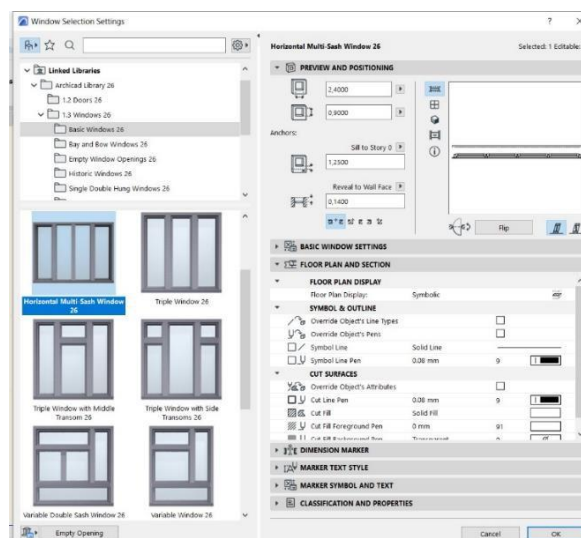 Window Selection Settings
? ×
Linked Libraries
Archicad Library 26
1.2 Doors 26
1.3 Windows 26
Basic Windows 26
Bay and Bow Windows 26
Empty Window Openings 26
Historic Windows 26
Single Double Hung Windows 26
Horizontal Multi-Sash Window 26
Triple Window 26
Triple Window with Middle Transom 26
Triple Window with Side Transoms 26
Variable Double Sash Window 26
Variable Window 26
Empty Opening
Horizontal Multi-Sash Window 26
Selected: 1 Editable:
PREVIEW AND POSITIONING
2,4000
0,9000
Anchors:
Sill to Story 0
1,2500
Reveal to Wall Face
0,1400
Flip
BASIC WINDOW SETTINGS
FLOOR PLAN AND SECTION
FLOOR PLAN DISPLAY
Floor Plan Display: Symbolic
SYMBOL & OUTLINE
Override Object's Line Types
Override Object's Pens
Symbol Line Solid Line
Symbol Line Pen 0.08 mm 9
CUT SURFACES
Override Object's Attributes
Cut Line Pen 0.08 mm 9
Cut Fill Solid Fill
Cut Fill Foreground Pen 0 mm 91
Cut Fill Background Pen Transparent 0
DIMENSION MARKER
MARKER TEXT STYLE
MARKER SYMBOL AND TEXT
CLASSIFICATION AND PROPERTIES
Cancel OK